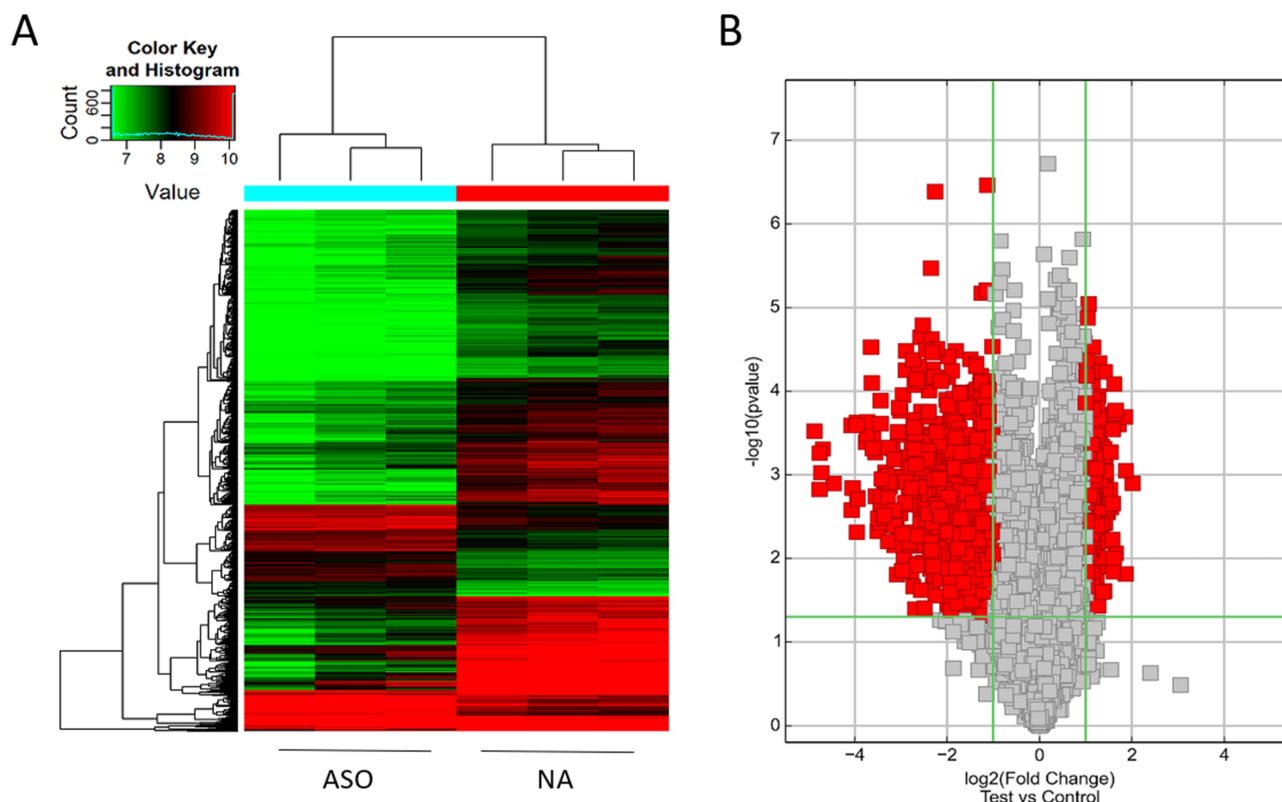 A
Color Key
and Histogram
Count
0 600
7 8 9 10
Value
ASO
NA
B
-log10(pvalue)
7
6
5
4
3
2
1
0
−4 −2 0 2 4
log2(Fold Change)
Test vs Control